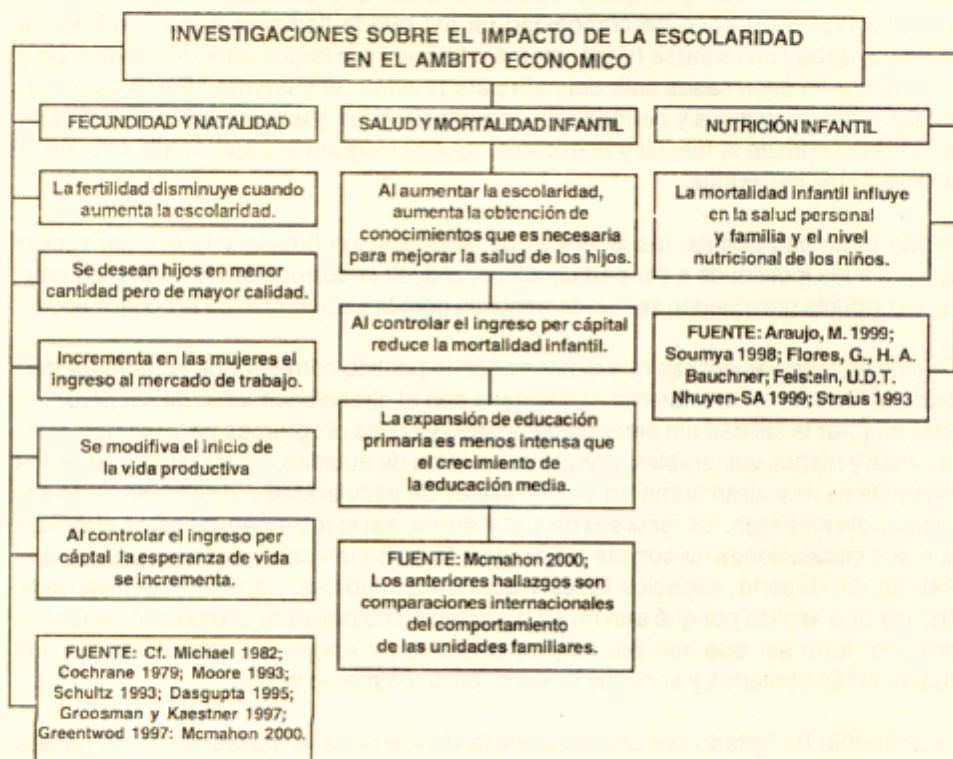 INVESTIGACIONES SOBRE EL IMPACTO DE LA ESCOLARIDAD
EN EL AMBITO ECONOMICO
FECUNDIDAD Y NATALIDAD
La fertilidad disminuye cuando
aumenta la escolaridad.
Se desean hijos en menor
cantidad pero de mayor calidad.
Incrementa en las mujeres el
ingreso al mercado de trabajo.
Se modifiva el inicio de
la vida productiva
Al controlar el ingreso per
cáptal la esperanza de vida
se incrementa.
FUENTE: Cf. Michael 1982;
Cochrane 1979; Moore 1993;
Schultz 1993; Dasgupta 1995;
Groosman y Kaestner 1997;
Greentwod 1997: Mcmahon 2000.
SALUD Y MORTALIDAD INFANTIL
Al aumentar la escolaridad,
aumenta la obtención de
conocimientos que es necesaria
para mejorar la salud de los hijos.
Al controlar el ingreso per cápital
reduce la mortalidad infantil.
La expansión de educación
primaria es menos intensa que
el crecimiento de
la educación media.
FUENTE: Mcmahon 2000;
Los anteriores hallazgos son
comparaciones internacionales
del comportamiento
de las unidades familiares.
NUTRICIÓN INFANTIL
La mortalidad infantil influye
en la salud personal
y familia y el nivel
nutricional de los niños.
FUENTE: Araujo, M. 1999;
Soumya 1998; Flores, G., H. A.
Bauchner; Feistein, U.D.T.
Nhuyen-SA 1999; Straus 1993